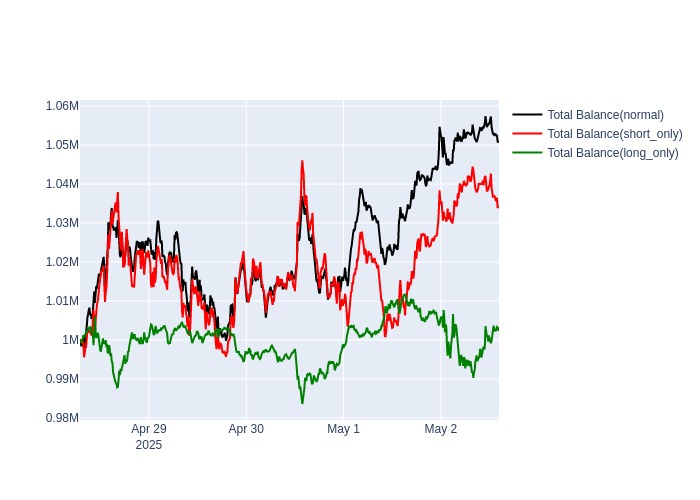 1.06M
1.05M
1.04M
1.03M
1.02M
1.01M
1M
0.99M
0.98M
Apr 29
2025
Apr 30
May 1
May 2
Total Balance(normal)
Total Balance(short_only)
Total Balance(long_only)